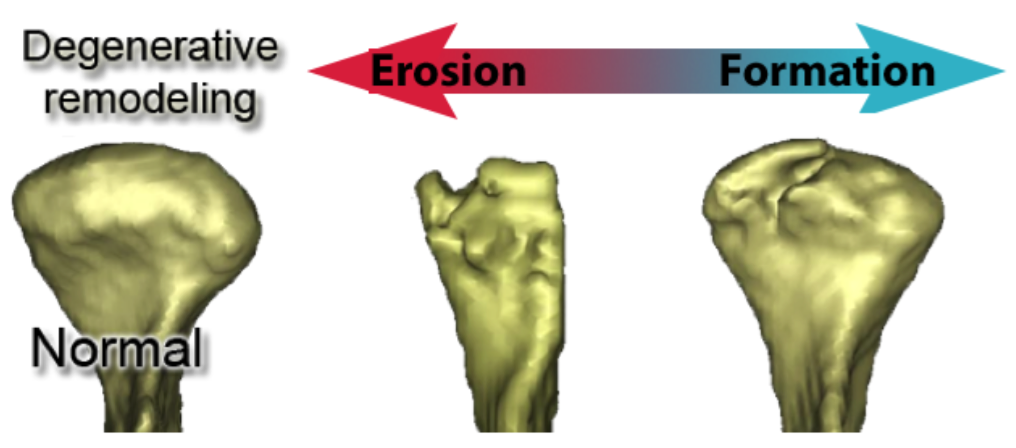 Degenerative
remodeling
Erosion
Formation
Normal